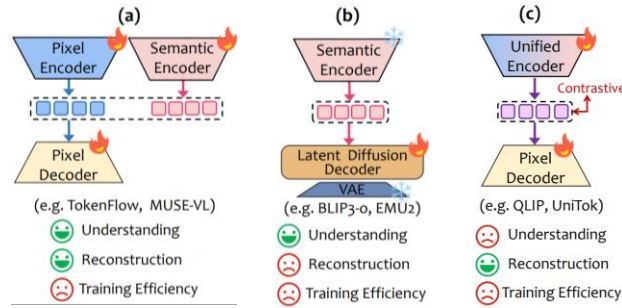 (a)
Pixel
Encoder
Semantic
Encoder
Pixel
Decoder
(e.g. TokenFlow, MUSE-VL)
Understanding
Reconstruction
Training Efficiency
(b)
Semantic
Encoder
Latent Diffusion
Decoder
VAE
(e.g. BLIP3-o, EMU2)
Understanding
Reconstruction
Training Efficiency
(c)
Unified
Encoder
Contrastive
Pixel
Decoder
(e.g. QLIP, UniTok)
Understanding
Reconstruction
Training Efficiency